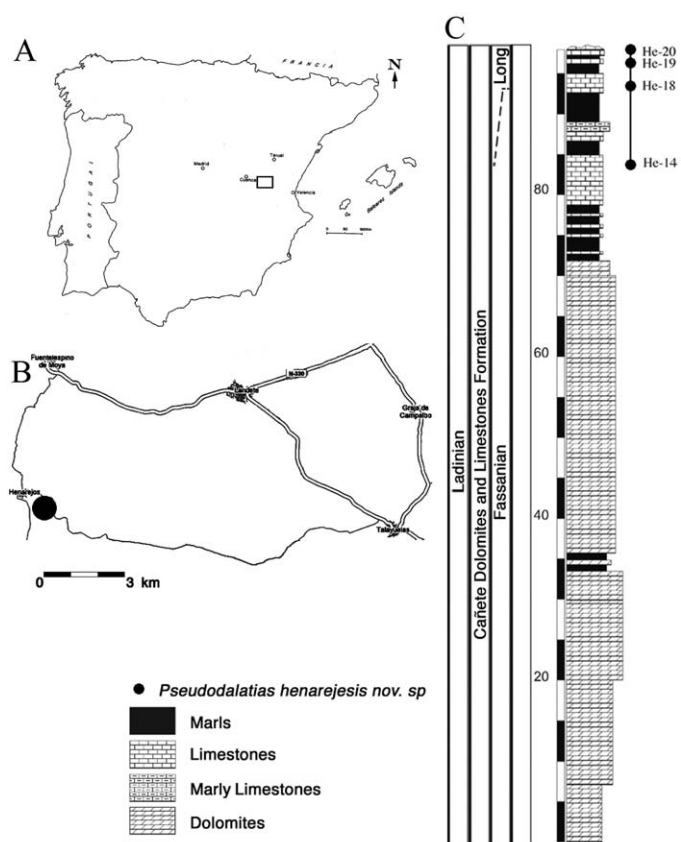 A
FRANCIA
N
PORTUGAL
Madrid
Teruel
Cuenca
Valencia
Balearic Islands
B
Fuentelespino
de Moya
N-330
Landete
Graja de
Campalbo
Henarejos
Talayuelas
0 3 km
Pseudodalatias henarejesis nov. sp
Marls
Limestones
Marly Limestones
Dolomites
C
Ladinian
Cañete Dolomites and Limestones Formation
Fassanian
Long.
80
60
40
20
He-20
He-19
He-18
He-14